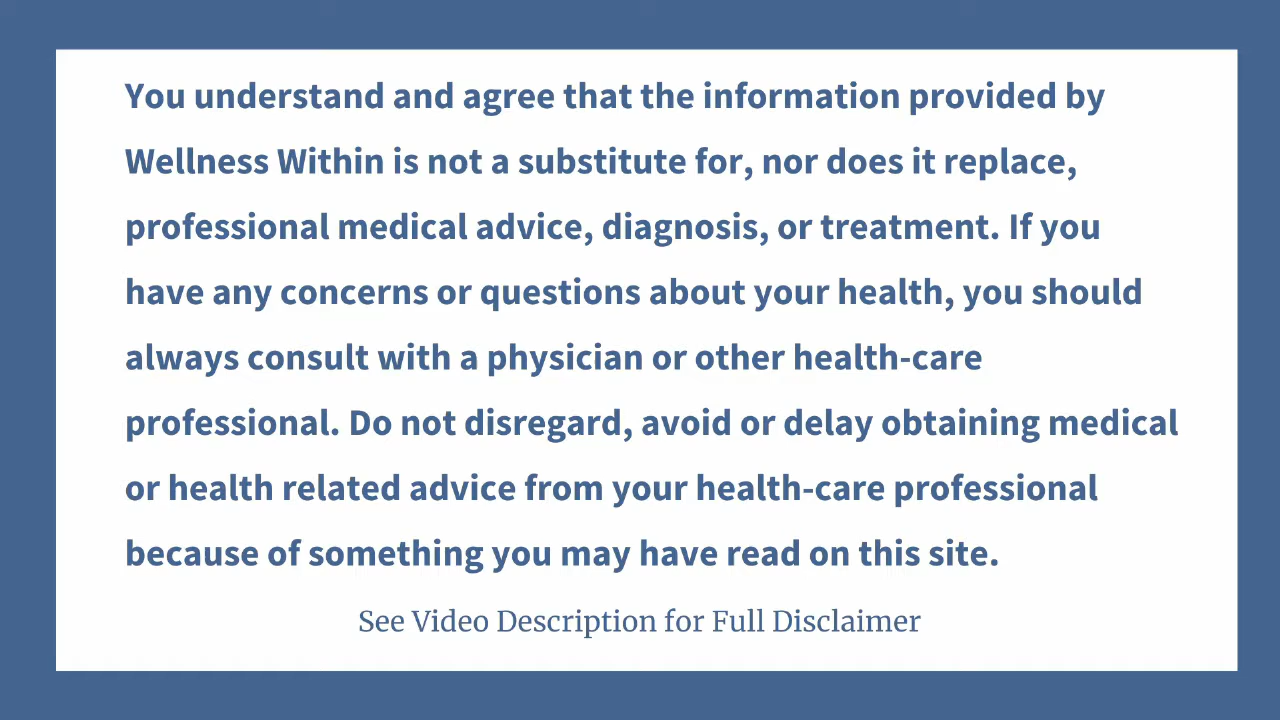 You understand and agree that the information provided by
Wellness Within is not a substitute for, nor does it replace,
professional medical advice, diagnosis, or treatment. If you
have any concerns or questions about your health, you should
always consult with a physician or other health-care
professional. Do not disregard, avoid or delay obtaining medical
or health related advice from your health-care professional
because of something you may have read on this site.
See Video Description for Full Disclaimer